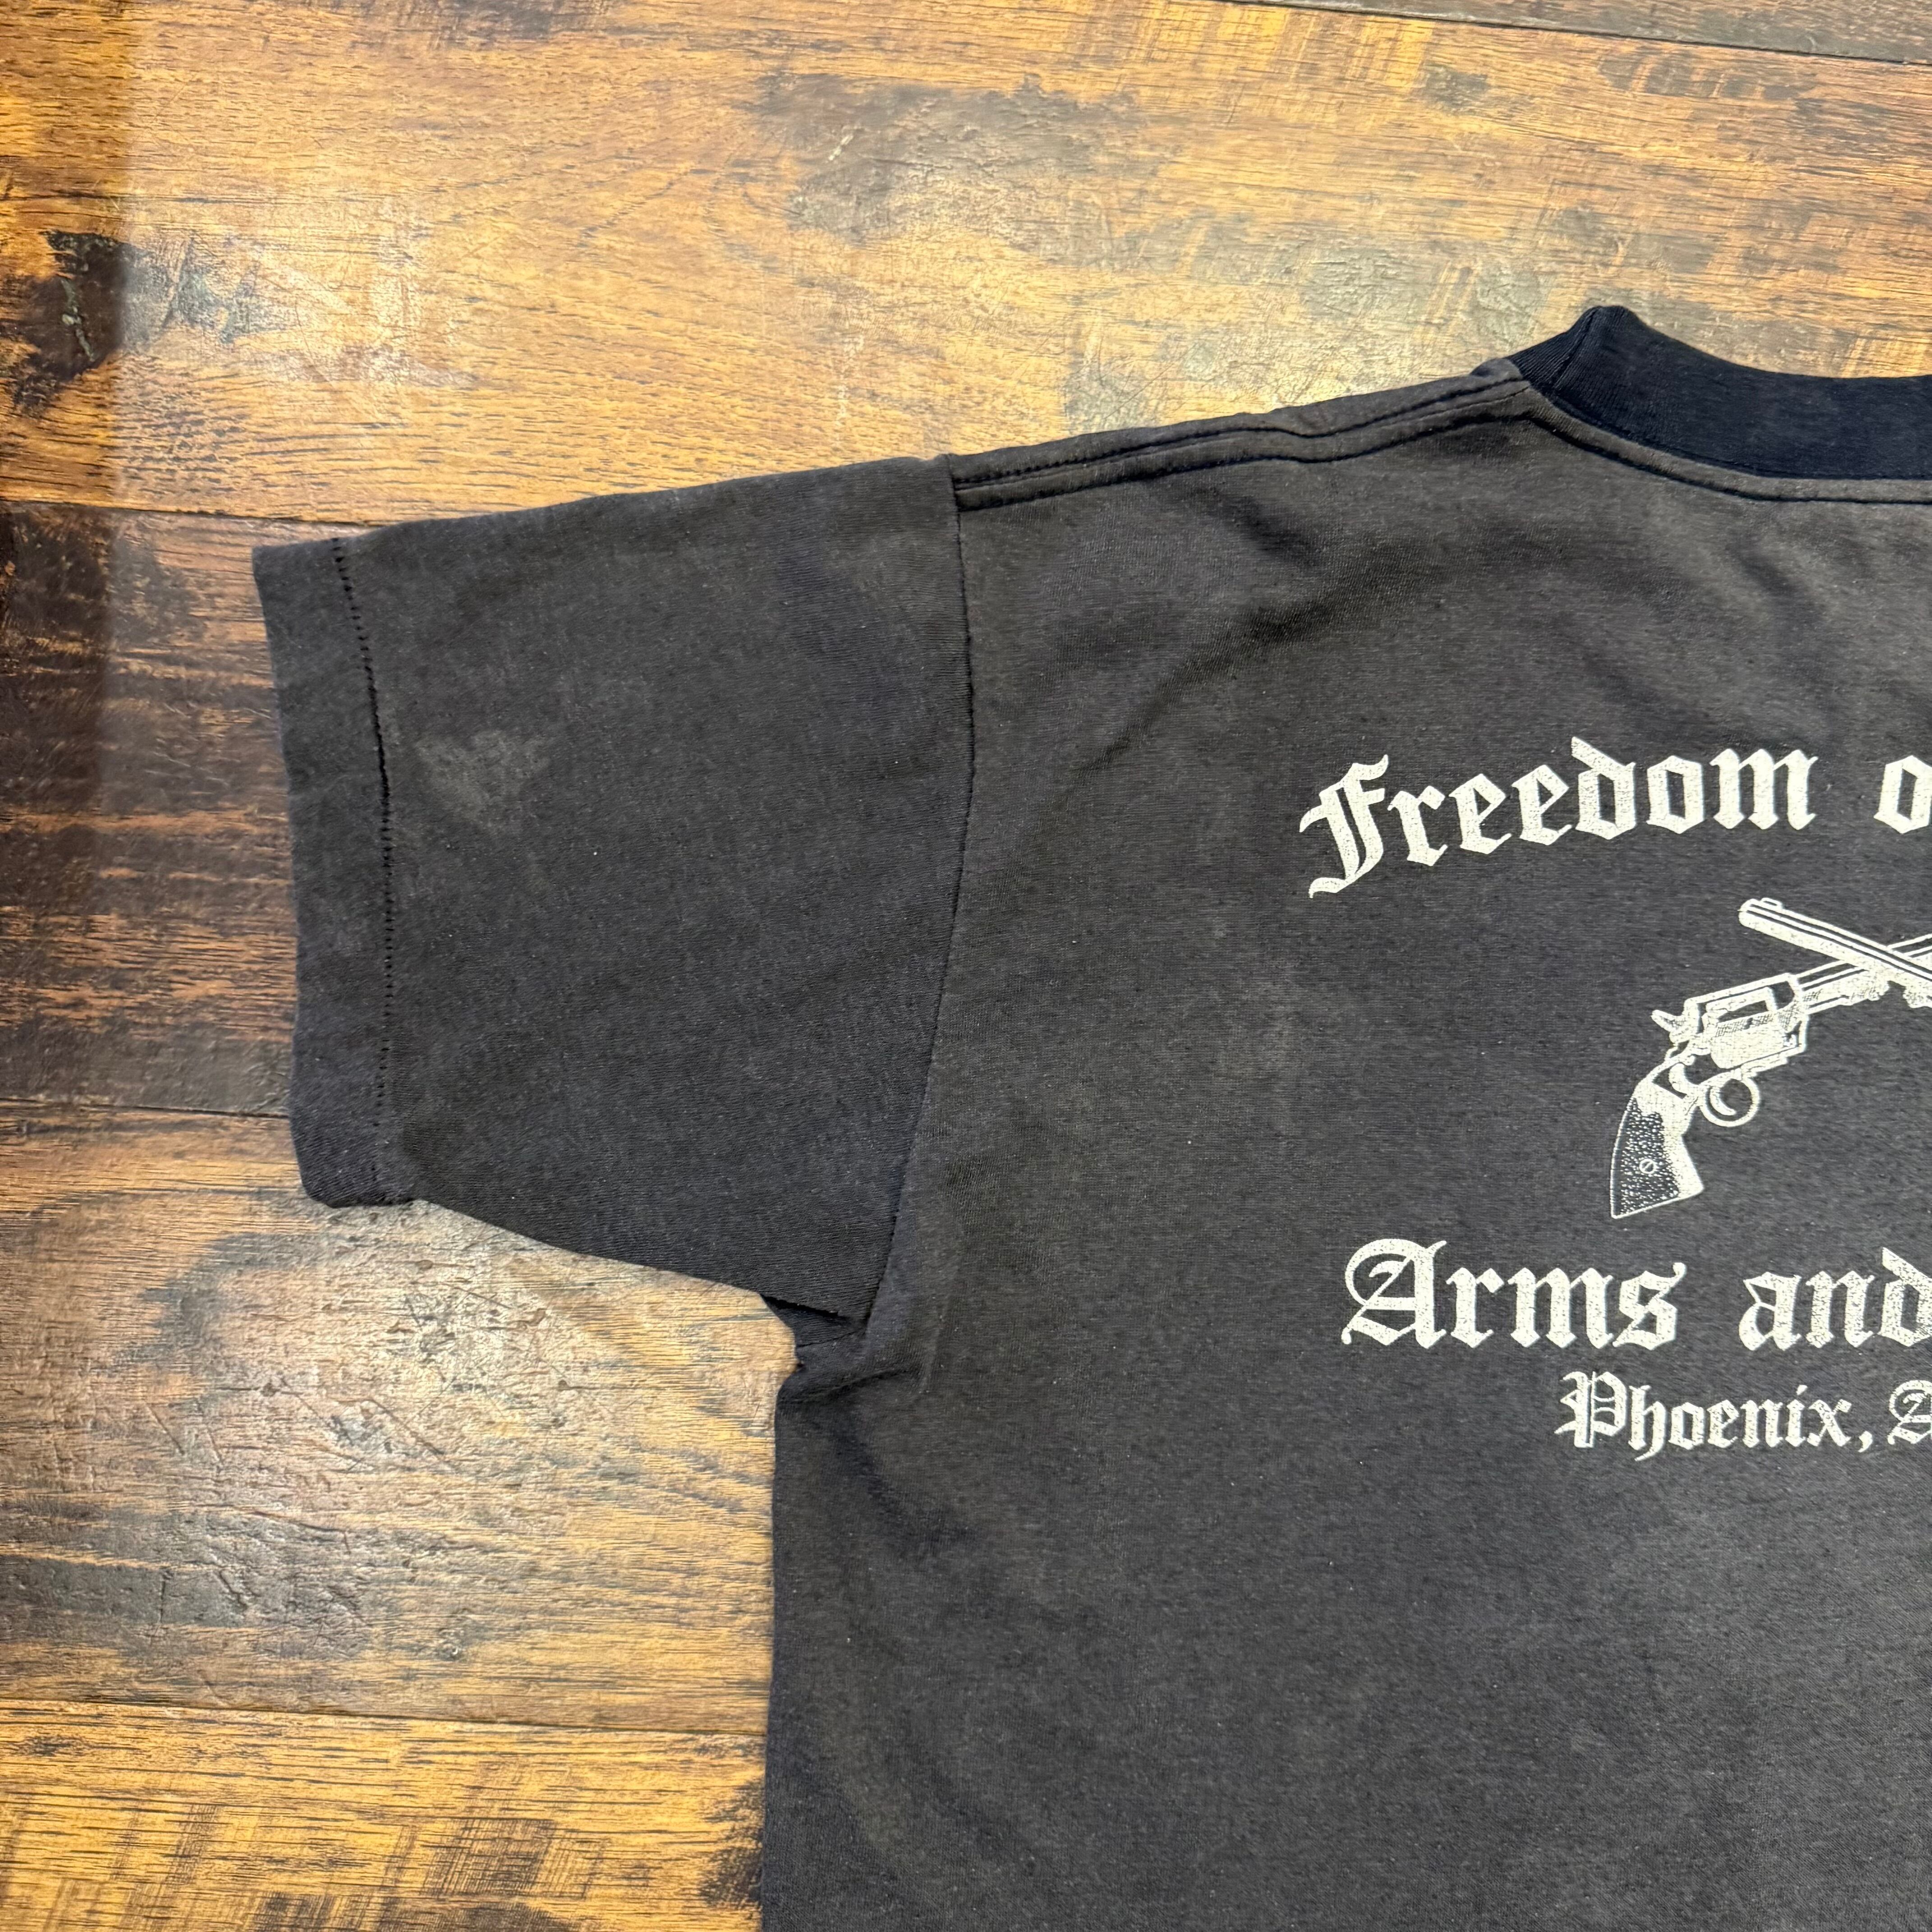 Freedom o
Arms and
Phoenix, A